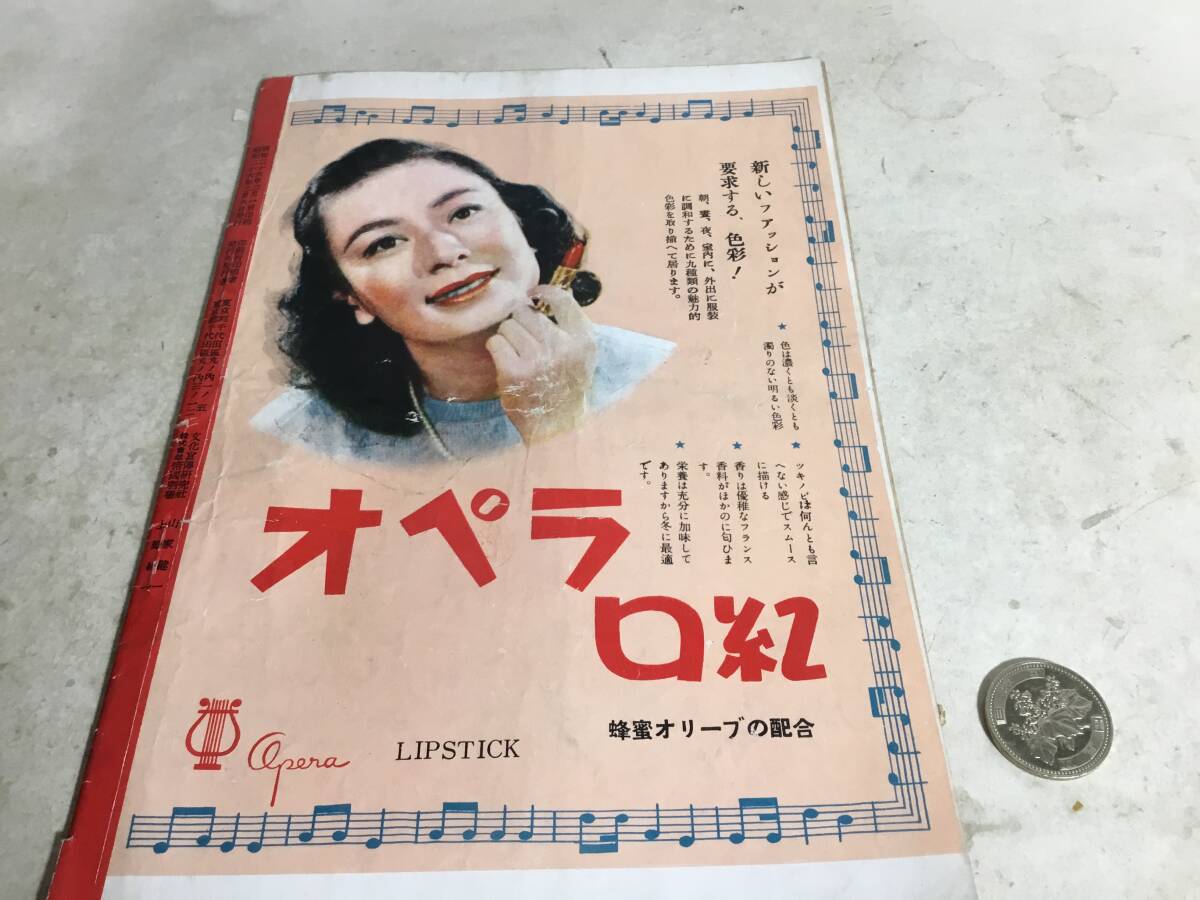 新しいフアッションが
要求する、色彩！
朝、晝、夜、室内に、外出に服装
に調和するために九種類の魅力的
色彩を取り揃へて居ります。
★ 色は濃くとも淡くとも
濁りのない明るい色彩
★ ツキノビは何んとも言
へない感じでスムース
に描ける
★ 香りは優稚なフランス
香料がほのかに匂ひま
す。
★ 栄養は充分に加味して
ありますから冬に最適
です。
オペラ
口紅
蜂蜜オリーブの配合
Opera
LIPSTICK